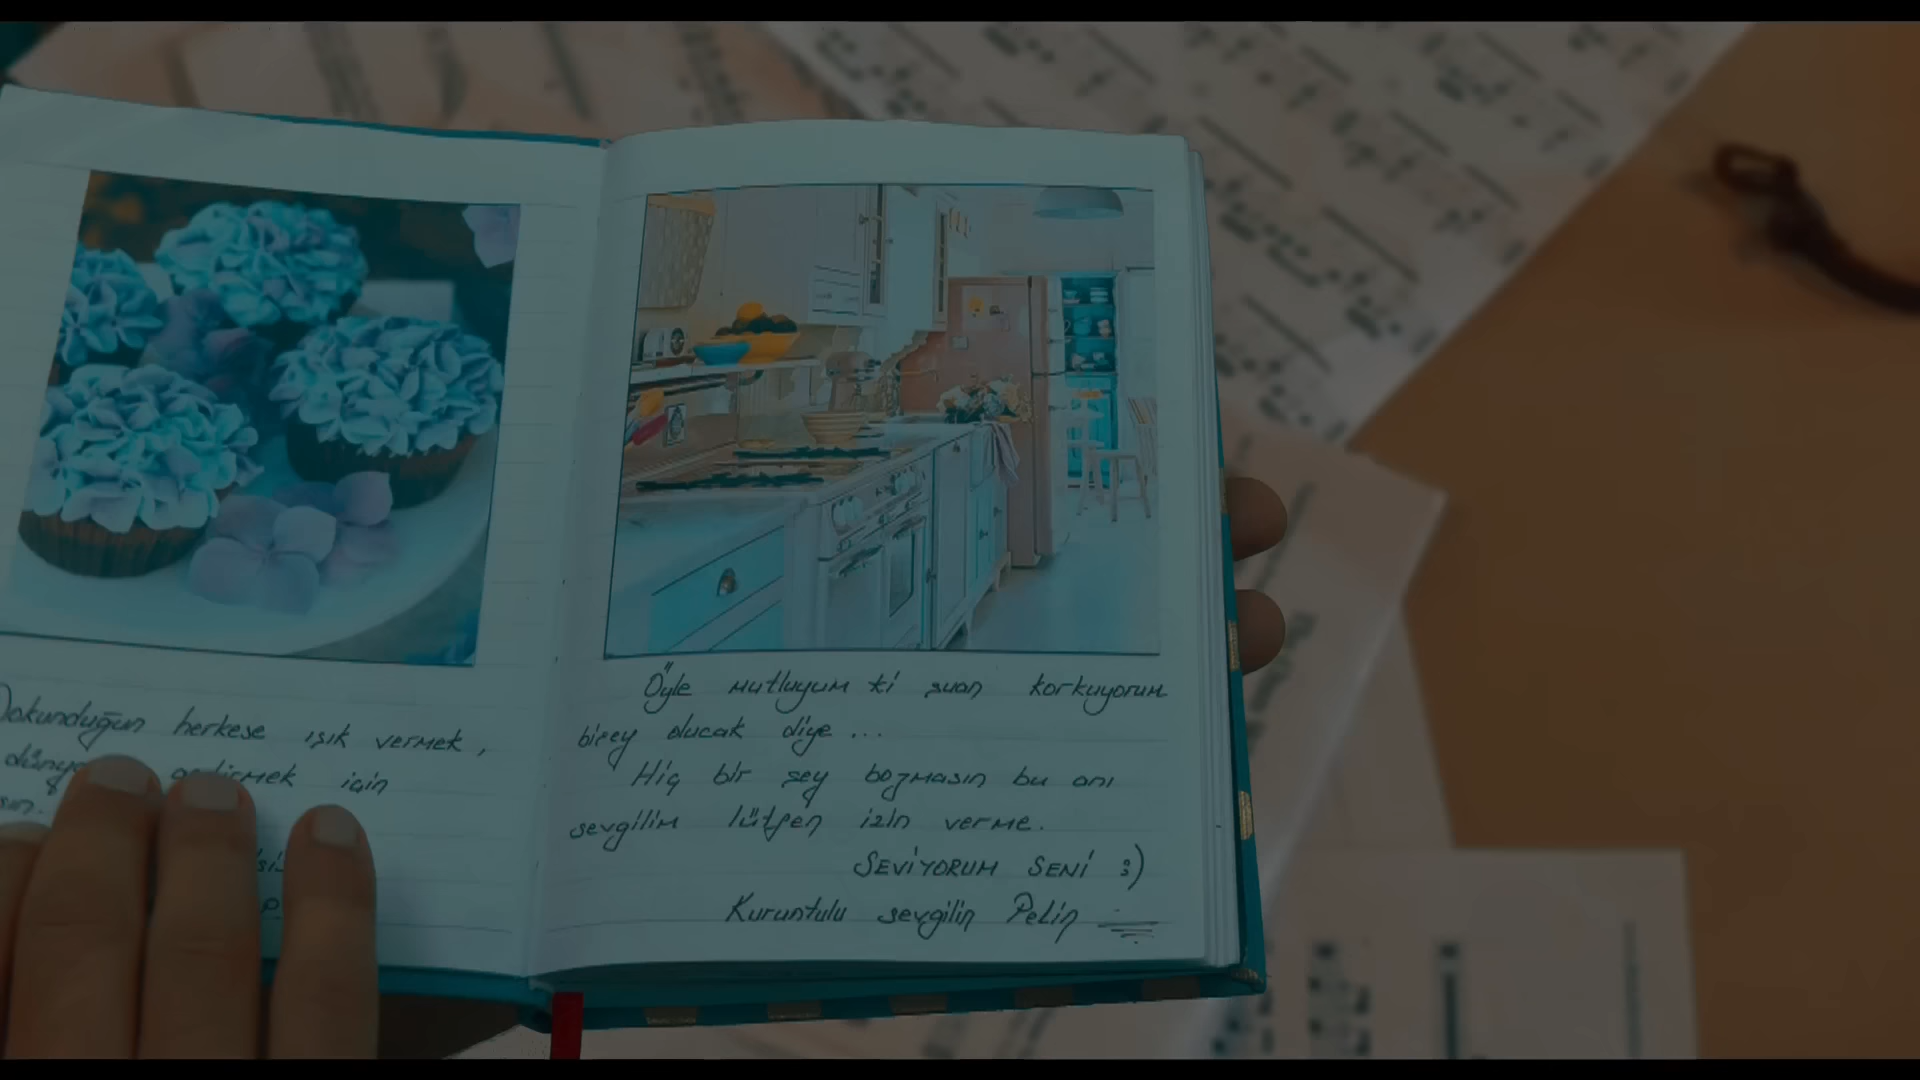 Dokunduğun herkese ışık vermek,
için
Öyle mutluyum ki şuan korkuyorum
birşey olucak diye ...
Hiç bir şey bozmasın bu anı
sevgilim lütfen izin verme.
SEVİYORUM SENİ :)
Kuruntulu sevgilin Pelin